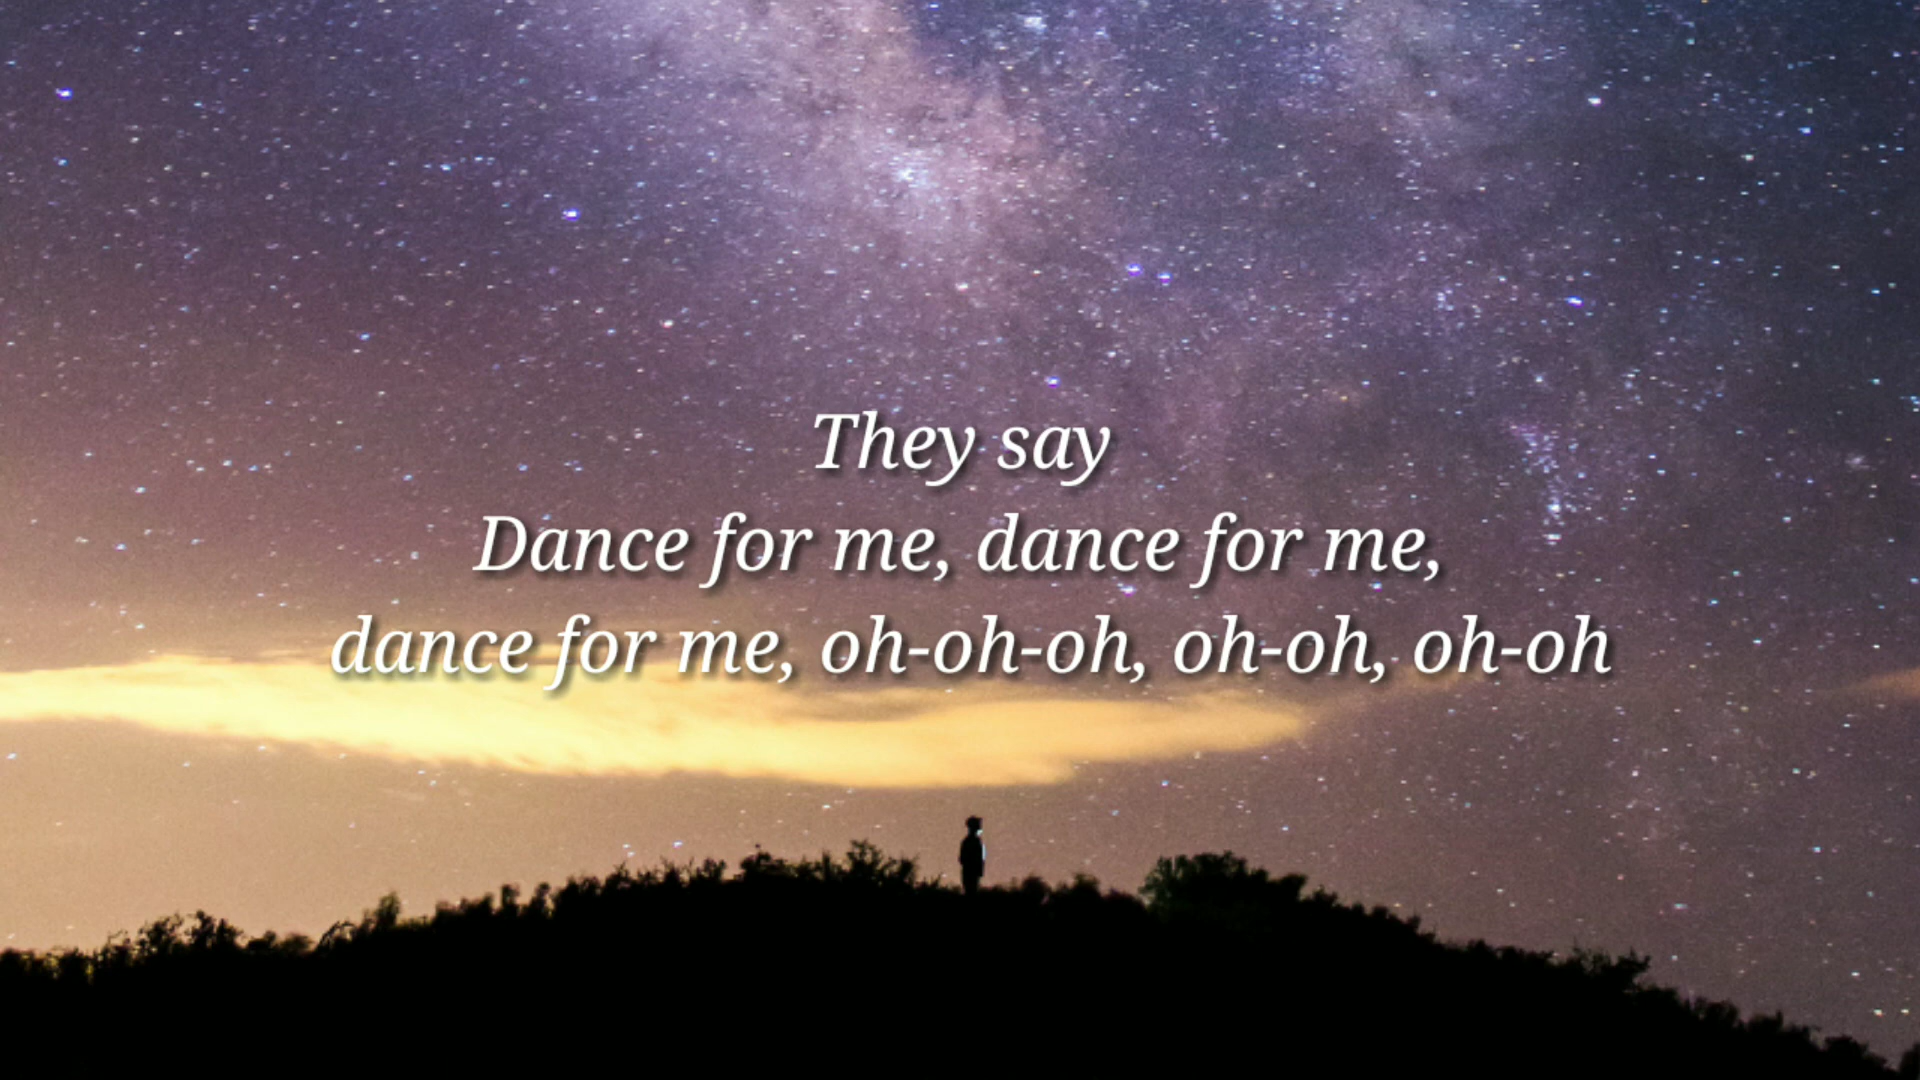 They say
Dance for me, dance for me,
dance for me, oh-oh-oh, oh-oh, oh-oh